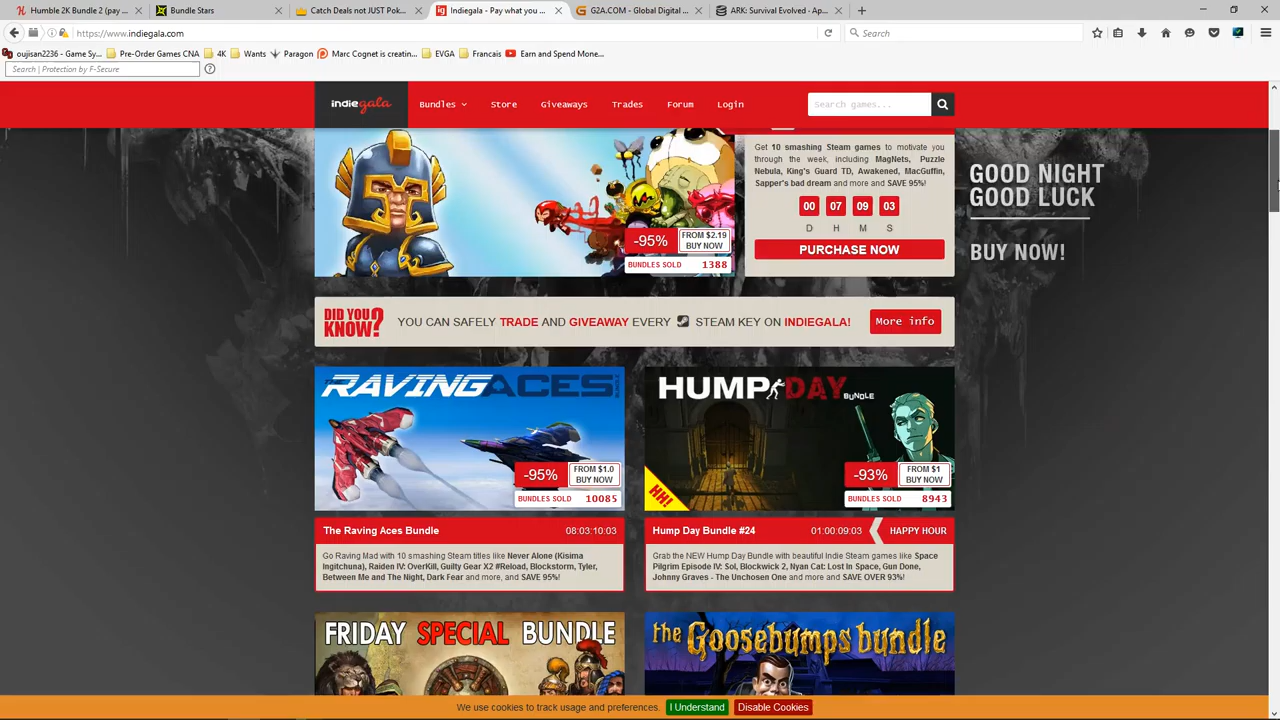 Humble 2K Bundle 2 (pay ...
Bundle Stars
Catch Deals not JUST Pok...
Indiegala - Pay what you ...
G2A.COM - Global Digital ...
ARK: Survival Evolved - Ap...
https://www.indiegala.com
Search
oujisan2236 - Game Sy...
Pre-Order Games CNA
4K
Wants
Paragon
Marc Cognet is creatin...
EVGA
Francais
Earn and Spend Mone...
Search | Protection by F-Secure
indiegala
Bundles
Store
Giveaways
Trades
Forum
Login
Search games...
Get 10 smashing Steam games to motivate you
through the week, including MagNets, Puzzle
Nebula, King's Guard TD, Awakened, MacGuffin,
Sapper's bad dream and more and SAVE 95%!
00 07 09 03
D H M S
PURCHASE NOW
-95%
FROM $2.19
BUY NOW
BUNDLES SOLD 1388
GOOD NIGHT
GOOD LUCK
BUY NOW!
DID YOU
KNOW?
YOU CAN SAFELY TRADE AND GIVEAWAY EVERY STEAM KEY ON INDIEGALA!
More info
THE RAVING ACES BUNDLE
-95%
FROM $1.0
BUY NOW
BUNDLES SOLD 10085
The Raving Aces Bundle 08:03:10:03
Go Raving Mad with 10 smashing Steam titles like Never Alone (Kisima
Ingitchuna), Raiden IV: OverKill, Guilty Gear X2 #Reload, Blockstorm, Tyler,
Between Me and The Night, Dark Fear and more, and SAVE 95%!
HUMP DAY BUNDLE
HH!
-93%
FROM $1
BUY NOW
BUNDLES SOLD 8943
Hump Day Bundle #24 01:00:09:03 HAPPY HOUR
Grab the NEW Hump Day Bundle with beautiful Indie Steam games like Space
Pilgrim Episode IV: Sol, Blockwick 2, Nyan Cat: Lost In Space, Gun Done,
Johnny Graves - The Unchosen One and more and SAVE OVER 93%!
FRIDAY SPECIAL BUNDLE
the Goosebumps bundle
We use cookies to track usage and preferences.
I Understand
Disable Cookies